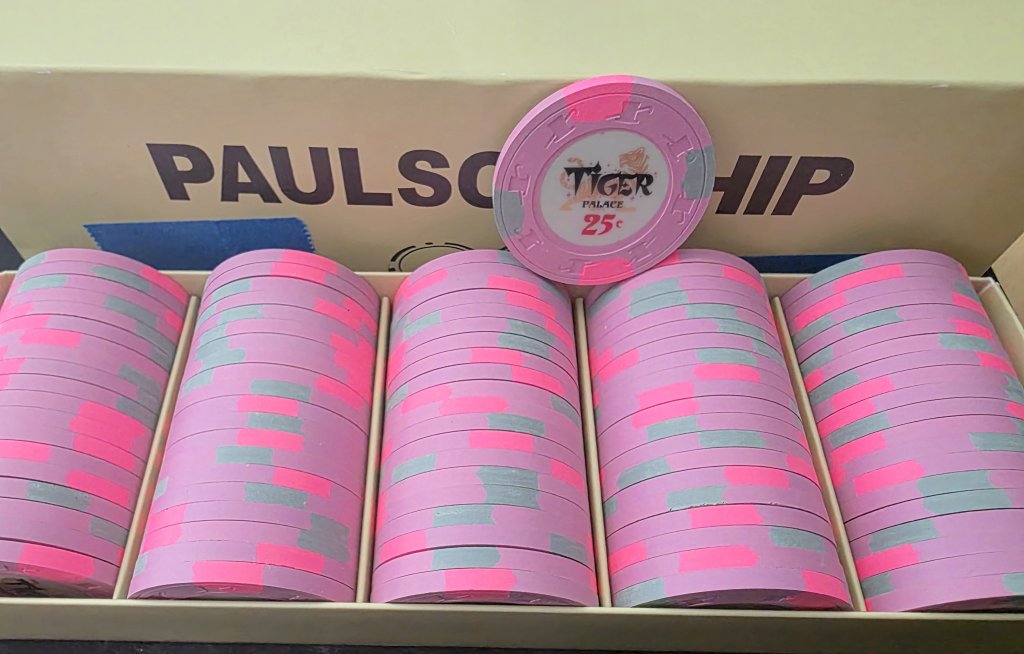 PAULSO HIP
TIGER
PALACE
25¢